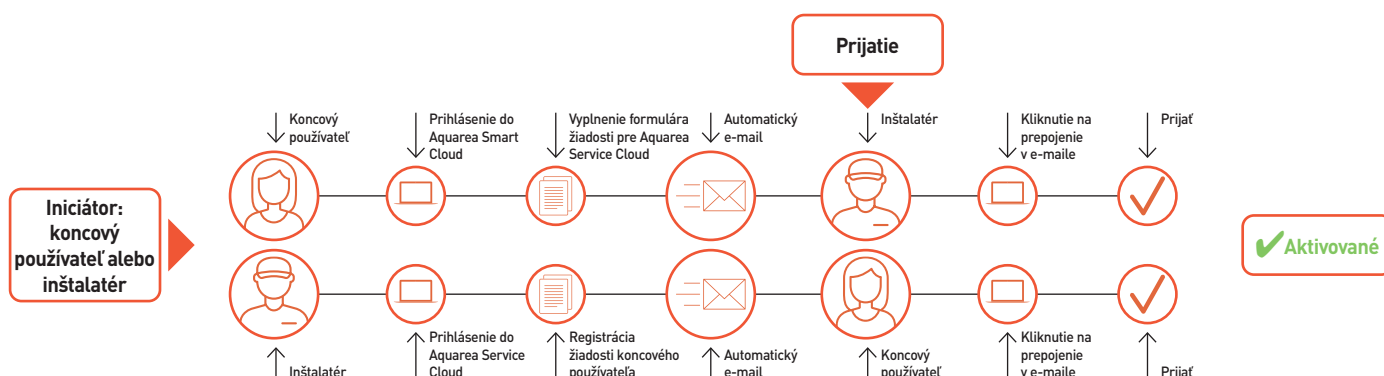 Prijatie
Koncový
používateľ
Prihlásenie do
Aquarea Smart
Cloud
Vyplnenie formulára
žiadosti pre Aquarea
Service Cloud
Automatický
e-mail
Inštalatér
Kliknutie na
prepojenie
v e-maile
Prijať
Iniciátor:
koncový
používateľ alebo
inštalatér
Aktivované
Inštalatér
Prihlásenie do
Aquarea Service
Cloud
Registrácia
žiadosti koncového
používateľa
Automatický
e-mail
Koncový
používateľ
Kliknutie na
prepojenie
v e-maile
Prijať